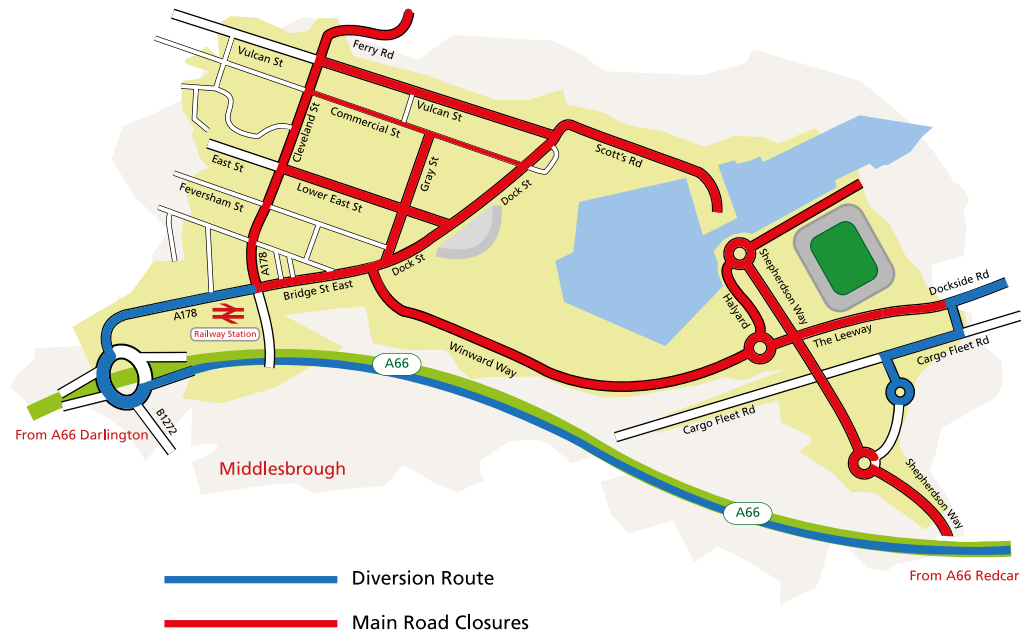 Ferry Rd
Vulcan St
Vulcan St
Commercial St
Cleveland St
Scott's Rd
East St
Gray St
Lower East St
Dock St
Feversham St
A178
Dock St
Bridge St East
A178
Railway Station
Shepherdson Way
Halyard
Dockside Rd
The Leeway
Cargo Fleet Rd
Winward Way
A66
Cargo Fleet Rd
B1272
From A66 Darlington
Middlesbrough
Shepherdson Way
A66
From A66 Redcar
Diversion Route
Main Road Closures